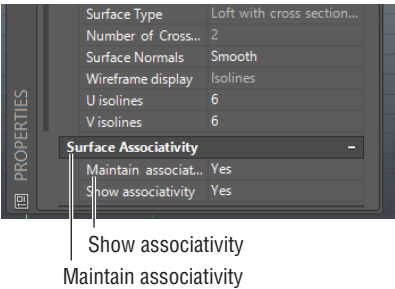 Surface Type Loft with cross section...
Number of Cross... 2
Surface Normals Smooth
Wireframe display Isolines
U isolines 6
V isolines 6
Surface Associativity
Maintain associat... Yes
Show associativity Yes
PROPERTIES
Show associativity
Maintain associativity